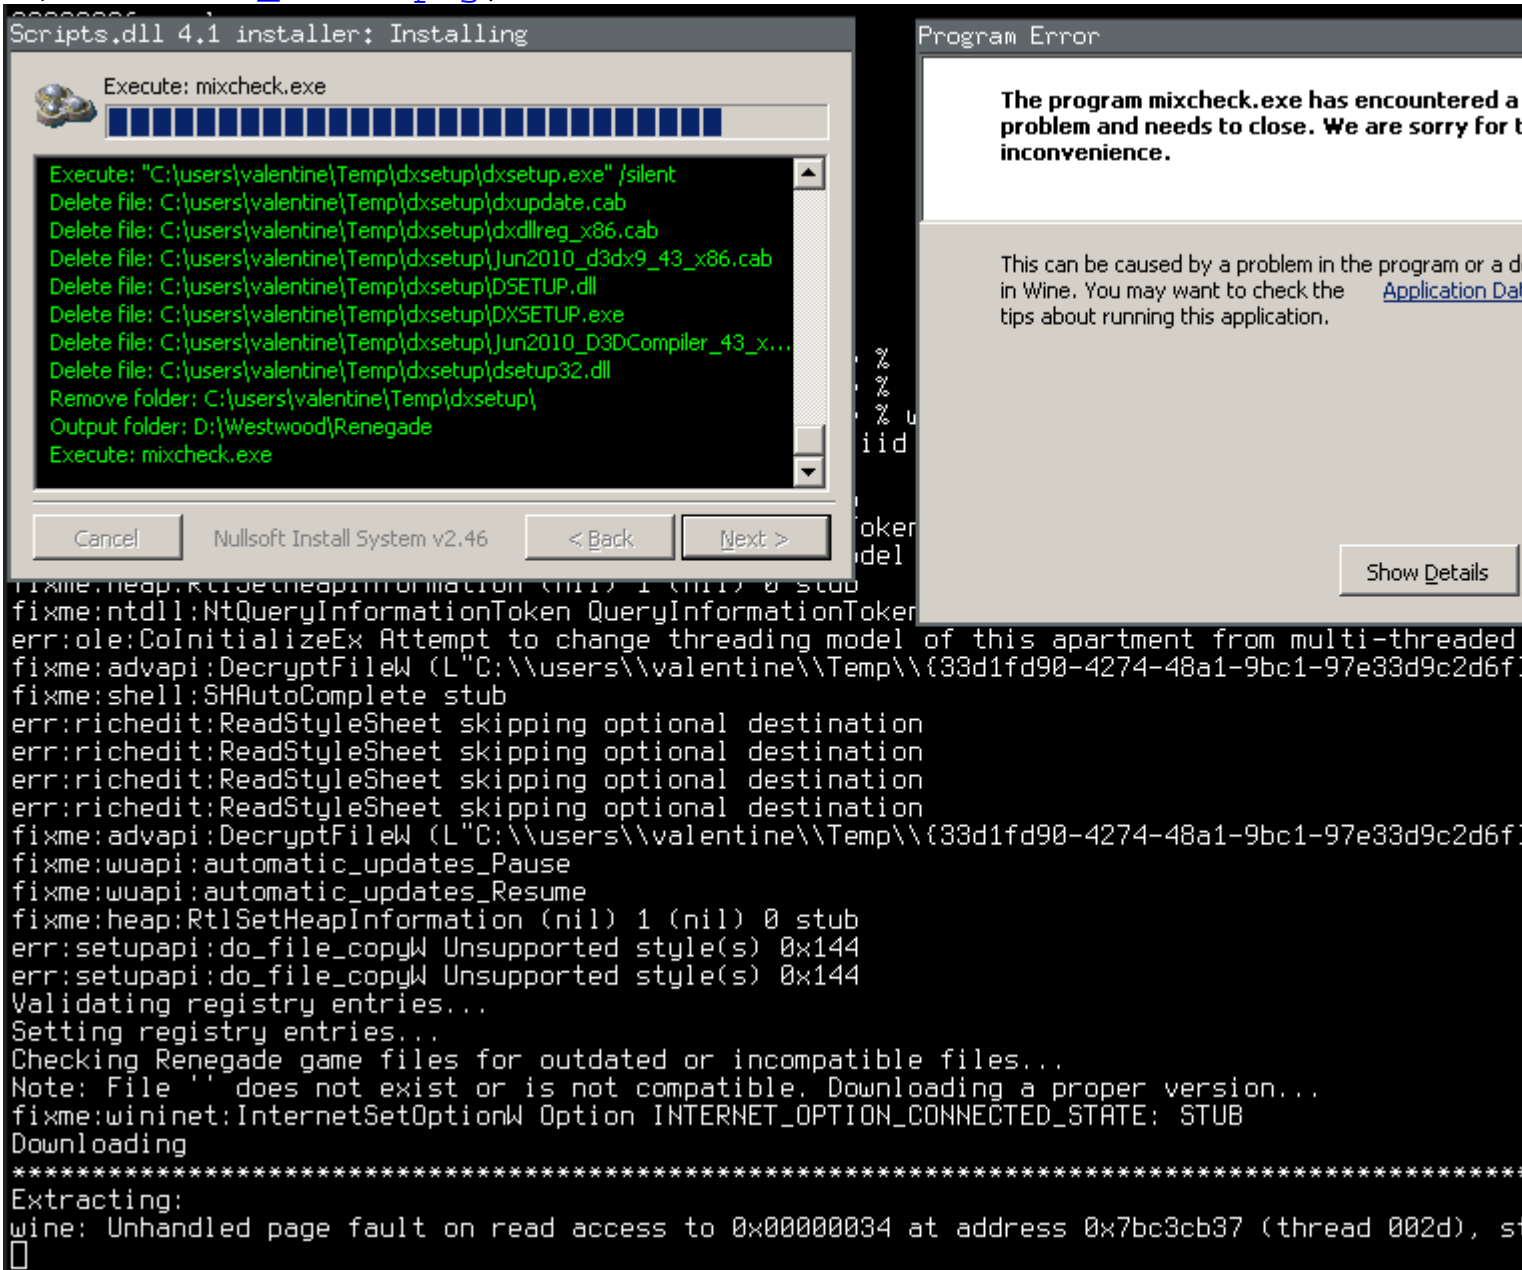 Scripts.dll 4.1 installer: Installing
Execute: mixcheck.exe
Execute: "C:\users\valentine\Temp\dxsetup\dxsetup.exe" /silent
Delete file: C:\users\valentine\Temp\dxsetup\dxupdate.cab
Delete file: C:\users\valentine\Temp\dxsetup\dxdllreg_x86.cab
Delete file: C:\users\valentine\Temp\dxsetup\Jun2010_d3dx9_43_x86.cab
Delete file: C:\users\valentine\Temp\dxsetup\DSETUP.dll
Delete file: C:\users\valentine\Temp\dxsetup\DXSETUP.exe
Delete file: C:\users\valentine\Temp\dxsetup\Jun2010_D3DCompiler_43_x...
Delete file: C:\users\valentine\Temp\dxsetup\dsetup32.dll
Remove folder: C:\users\valentine\Temp\dxsetup\
Output folder: D:\Westwood\Renegade
Execute: mixcheck.exe
Cancel
Nullsoft Install System v2.46
< Back
Next >
Program Error
The program mixcheck.exe has encountered a
problem and needs to close. We are sorry for t
inconvenience.
This can be caused by a problem in the program or a d
in Wine. You may want to check the Application Dat
tips about running this application.
Show Details
%
%
%
iid
oken
del
fixme:heap:RtlSetHeapInformation (nil) 1 (nil) 0 stub
fixme:ntdll:NtQueryInformationToken QueryInformationToken
err:ole:CoInitializeEx Attempt to change threading model of this apartment from multi-threaded
fixme:advapi:DecryptFileW (L"C:\\users\\valentine\\Temp\\{33d1fd90-4274-48a1-9bc1-97e33d9c2d6f}
fixme:shell:SHAutoComplete stub
err:richedit:ReadStyleSheet skipping optional destination
err:richedit:ReadStyleSheet skipping optional destination
err:richedit:ReadStyleSheet skipping optional destination
err:richedit:ReadStyleSheet skipping optional destination
fixme:advapi:DecryptFileW (L"C:\\users\\valentine\\Temp\\{33d1fd90-4274-48a1-9bc1-97e33d9c2d6f}
fixme:wuapi:automatic_updates_Pause
fixme:wuapi:automatic_updates_Resume
fixme:heap:RtlSetHeapInformation (nil) 1 (nil) 0 stub
err:setupapi:do_file_copyW Unsupported style(s) 0x144
err:setupapi:do_file_copyW Unsupported style(s) 0x144
Validating registry entries...
Setting registry entries...
Checking Renegade game files for outdated or incompatible files...
Note: File '' does not exist or is not compatible. Downloading a proper version...
fixme:wininet:InternetSetOptionW Option INTERNET_OPTION_CONNECTED_STATE: STUB
Downloading
***********************************************************************************************
Extracting:
wine: Unhandled page fault on read access to 0x00000034 at address 0x7bc3cb37 (thread 002d), st